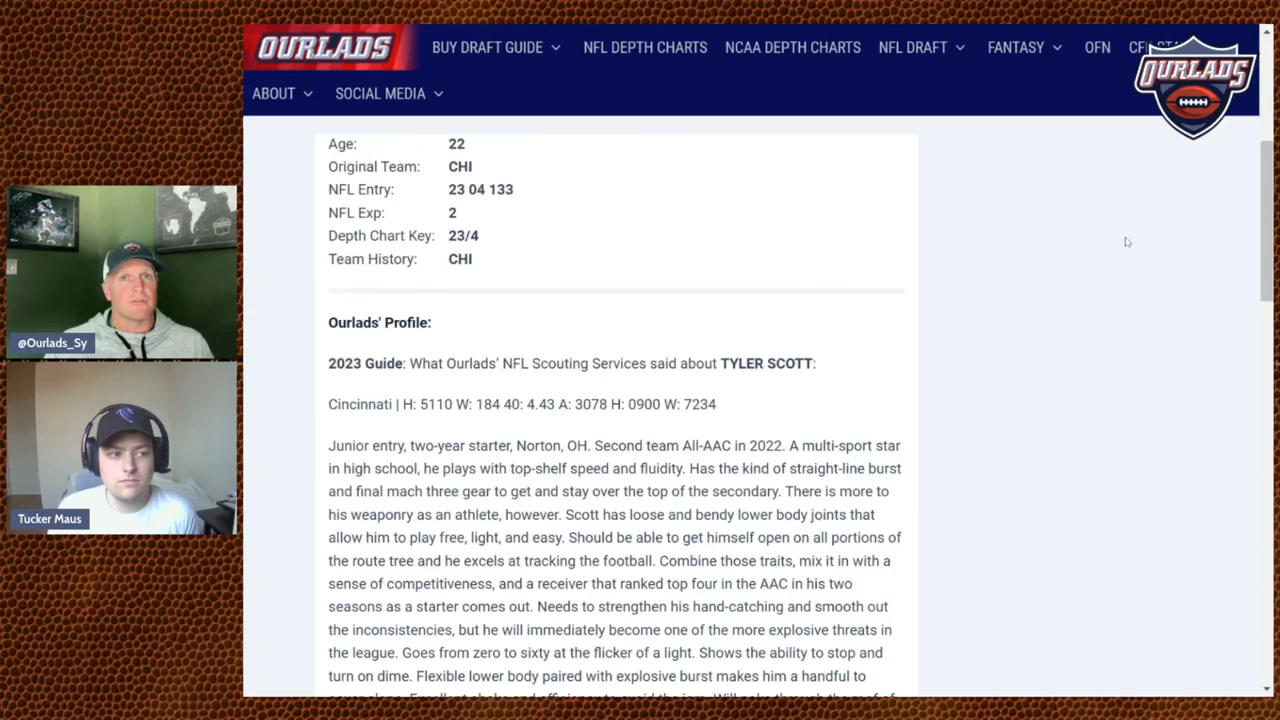 OURLADS
BUY DRAFT GUIDE
NFL DEPTH CHARTS
NCAA DEPTH CHARTS
NFL DRAFT
FANTASY
OFN
OURLADS
ABOUT
SOCIAL MEDIA
Age: 22
Original Team: CHI
NFL Entry: 23 04 133
NFL Exp: 2
Depth Chart Key: 23/4
Team History: CHI
Ourlads' Profile:
2023 Guide: What Ourlads’ NFL Scouting Services said about TYLER SCOTT:
Cincinnati | H: 5110 W: 184 40: 4.43 A: 3078 H: 0900 W: 7234
Junior entry, two-year starter, Norton, OH. Second team All-AAC in 2022. A multi-sport star
in high school, he plays with top-shelf speed and fluidity. Has the kind of straight-line burst
and final mach three gear to get and stay over the top of the secondary. There is more to
his weaponry as an athlete, however. Scott has loose and bendy lower body joints that
allow him to play free, light, and easy. Should be able to get himself open on all portions of
the route tree and he excels at tracking the football. Combine those traits, mix it in with a
sense of competitiveness, and a receiver that ranked top four in the AAC in his two
seasons as a starter comes out. Needs to strengthen his hand-catching and smooth out
the inconsistencies, but he will immediately become one of the more explosive threats in
the league. Goes from zero to sixty at the flicker of a light. Shows the ability to stop and
turn on dime. Flexible lower body paired with explosive burst makes him a handful to
@Ourlads_Sy
Tucker Maus